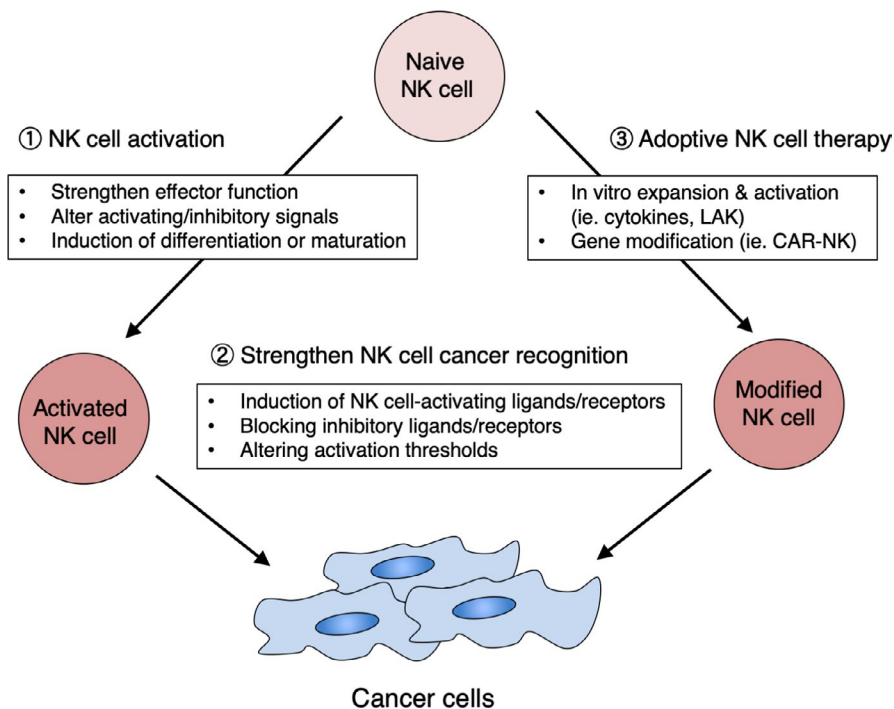 Naive
NK cell
① NK cell activation
• Strengthen effector function
• Alter activating/inhibitory signals
• Induction of differentiation or maturation
③ Adoptive NK cell therapy
• In vitro expansion & activation
(ie. cytokines, LAK)
• Gene modification (ie. CAR-NK)
Activated
NK cell
② Strengthen NK cell cancer recognition
• Induction of NK cell-activating ligands/receptors
• Blocking inhibitory ligands/receptors
• Altering activation thresholds
Modified
NK cell
Cancer cells